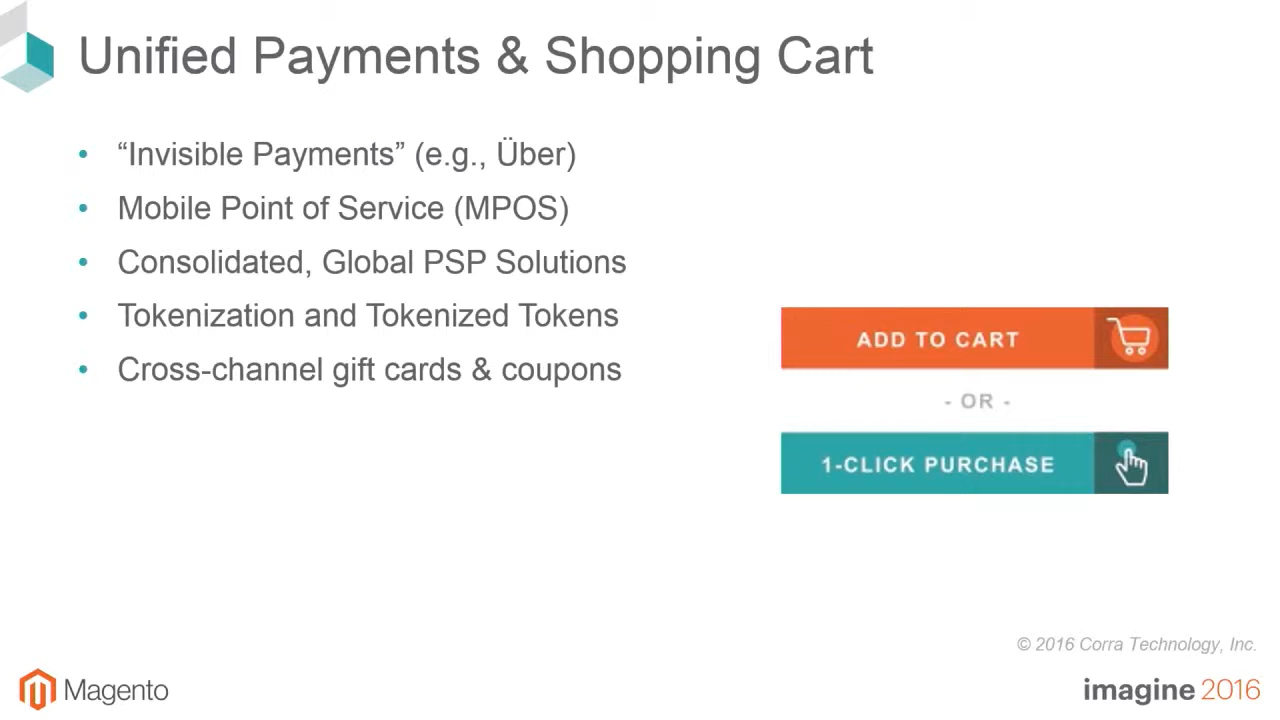 Unified Payments & Shopping Cart
• “Invisible Payments” (e.g., Über)
• Mobile Point of Service (MPOS)
• Consolidated, Global PSP Solutions
• Tokenization and Tokenized Tokens
• Cross-channel gift cards & coupons
ADD TO CART
- OR -
1-CLICK PURCHASE
© 2016 Corra Technology, Inc.
Magento
imagine 2016